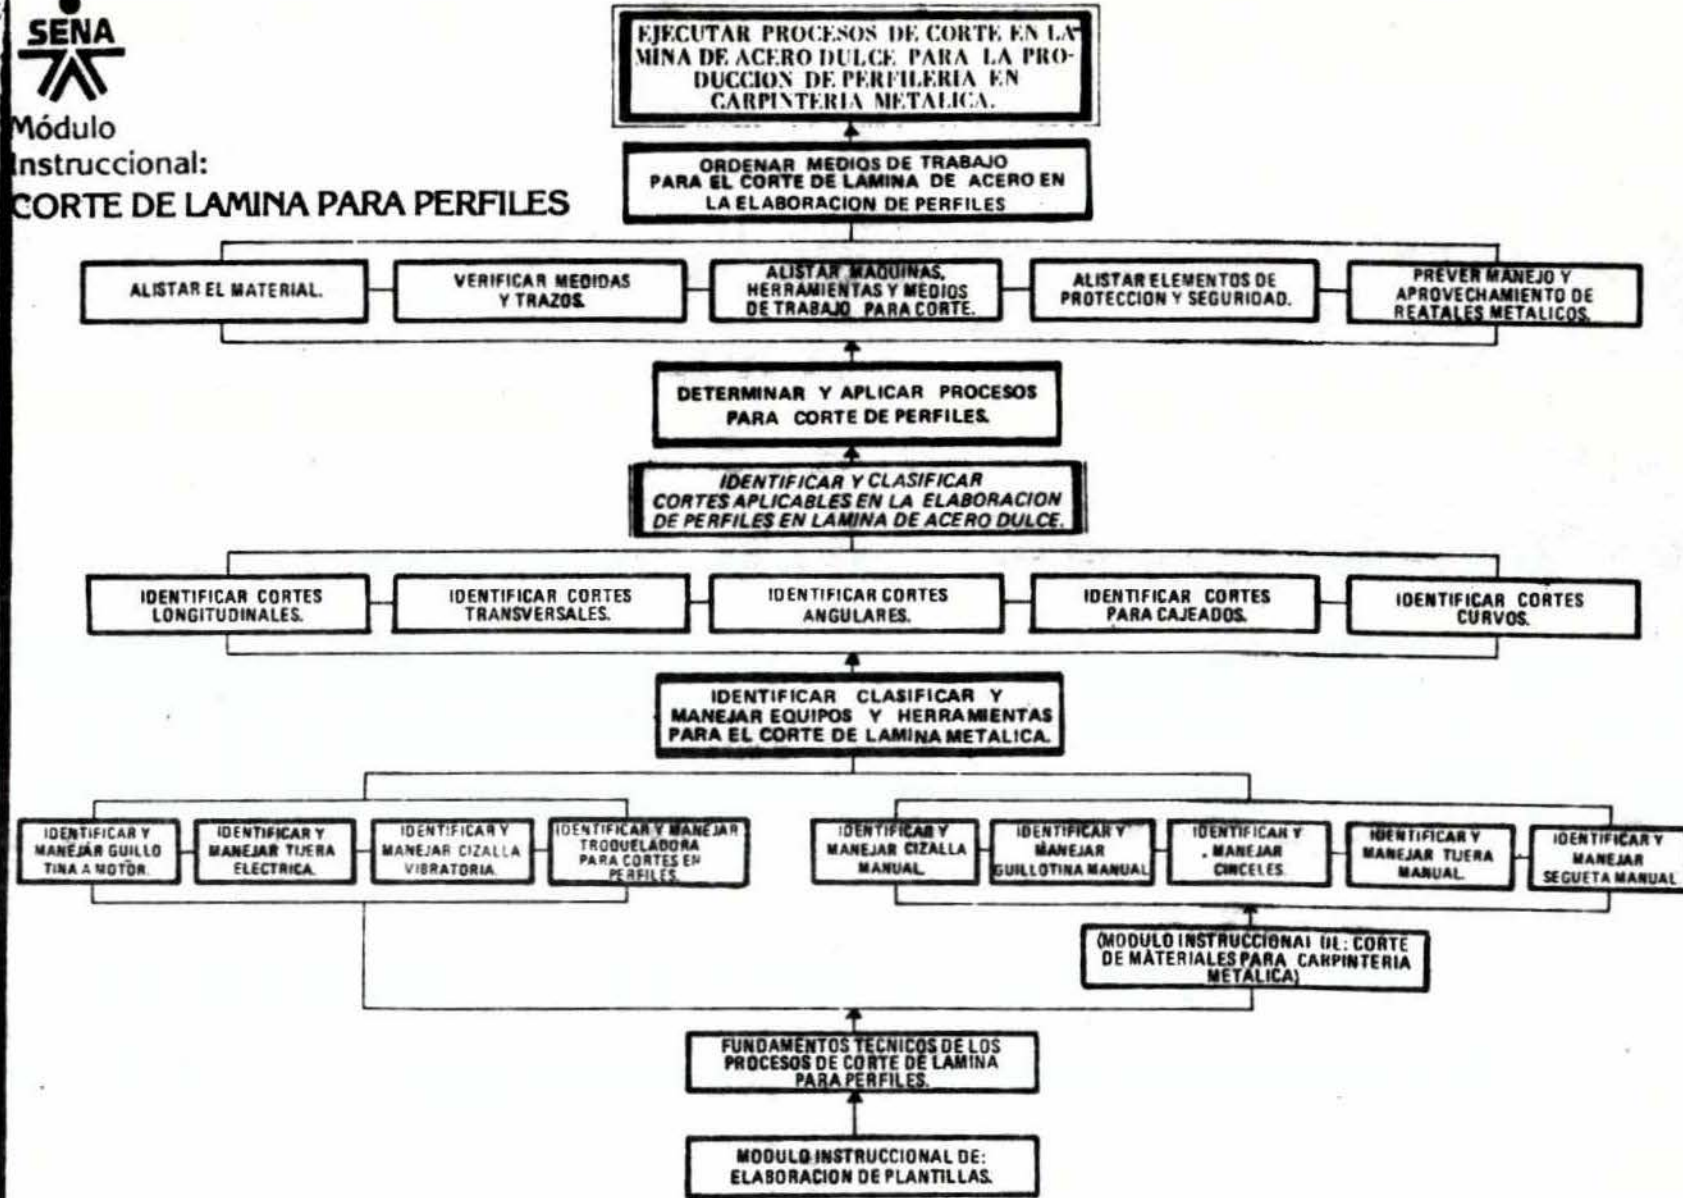 SENA
Módulo
Instruccional:
CORTE DE LAMINA PARA PERFILES
EJECUTAR PROCESOS DE CORTE EN LA-
MINA DE ACERO DULCE PARA LA PRO-
DUCCION DE PERFILERIA EN
CARPINTERIA METALICA.
ORDENAR MEDIOS DE TRABAJO
PARA EL CORTE DE LAMINA DE ACERO EN
LA ELABORACION DE PERFILES
ALISTAR EL MATERIAL.
VERIFICAR MEDIDAS
Y TRAZOS.
ALISTAR MAQUINAS,
HERRAMIENTAS Y MEDIOS
DE TRABAJO PARA CORTE.
ALISTAR ELEMENTOS DE
PROTECCION Y SEGURIDAD.
PREVER MANEJO Y
APROVECHAMIENTO DE
REATALES METALICOS.
DETERMINAR Y APLICAR PROCESOS
PARA CORTE DE PERFILES.
IDENTIFICAR Y CLASIFICAR
CORTES APLICABLES EN LA ELABORACION
DE PERFILES EN LAMINA DE ACERO DULCE.
IDENTIFICAR CORTES
LONGITUDINALES.
IDENTIFICAR CORTES
TRANSVERSALES.
IDENTIFICAR CORTES
ANGULARES.
IDENTIFICAR CORTES
PARA CAJEADOS.
IDENTIFICAR CORTES
CURVOS.
IDENTIFICAR CLASIFICAR Y
MANEJAR EQUIPOS Y HERRAMIENTAS
PARA EL CORTE DE LAMINA METALICA.
IDENTIFICAR Y
MANEJAR GUILLO
TINA A MOTOR.
IDENTIFICAR Y
MANEJAR TIJERA
ELECTRICA.
IDENTIFICAR Y
MANEJAR CIZALLA
VIBRATORIA.
IDENTIFICAR Y MANEJAR
TROQUELADORA
PARA CORTES EN
PERFILES.
IDENTIFICAR Y
MANEJAR CIZALLA
MANUAL.
IDENTIFICAR Y
MANEJAR
GUILLOTINA MANUAL
IDENTIFICAR Y
MANEJAR
CINCELES.
IDENTIFICAR Y
MANEJAR TIJERA
MANUAL.
IDENTIFICAR Y
MANEJAR
SEGUETA MANUAL
(MODULO INSTRUCCIONAL DE: CORTE
DE MATERIALES PARA CARPINTERIA
METALICA)
FUNDAMENTOS TECNICOS DE LOS
PROCESOS DE CORTE DE LAMINA
PARA PERFILES.
MODULO INSTRUCCIONAL DE:
ELABORACION DE PLANTILLAS.